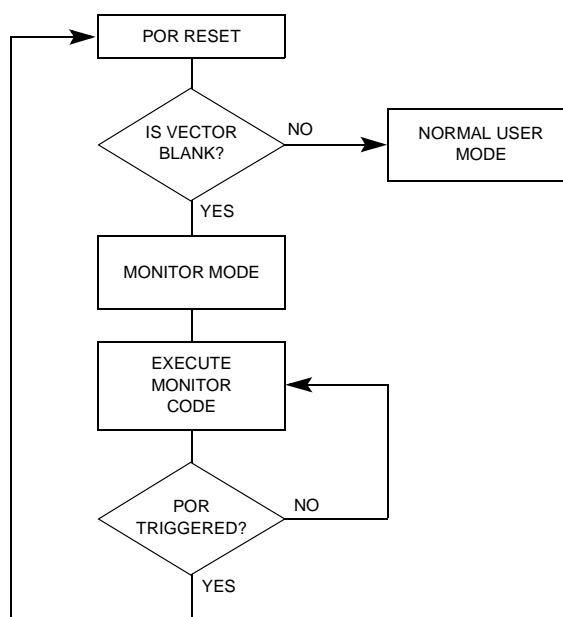 POR RESET
IS VECTOR
BLANK?
NO
NORMAL USER
MODE
YES
MONITOR MODE
EXECUTE
MONITOR
CODE
POR
TRIGGERED?
NO
YES